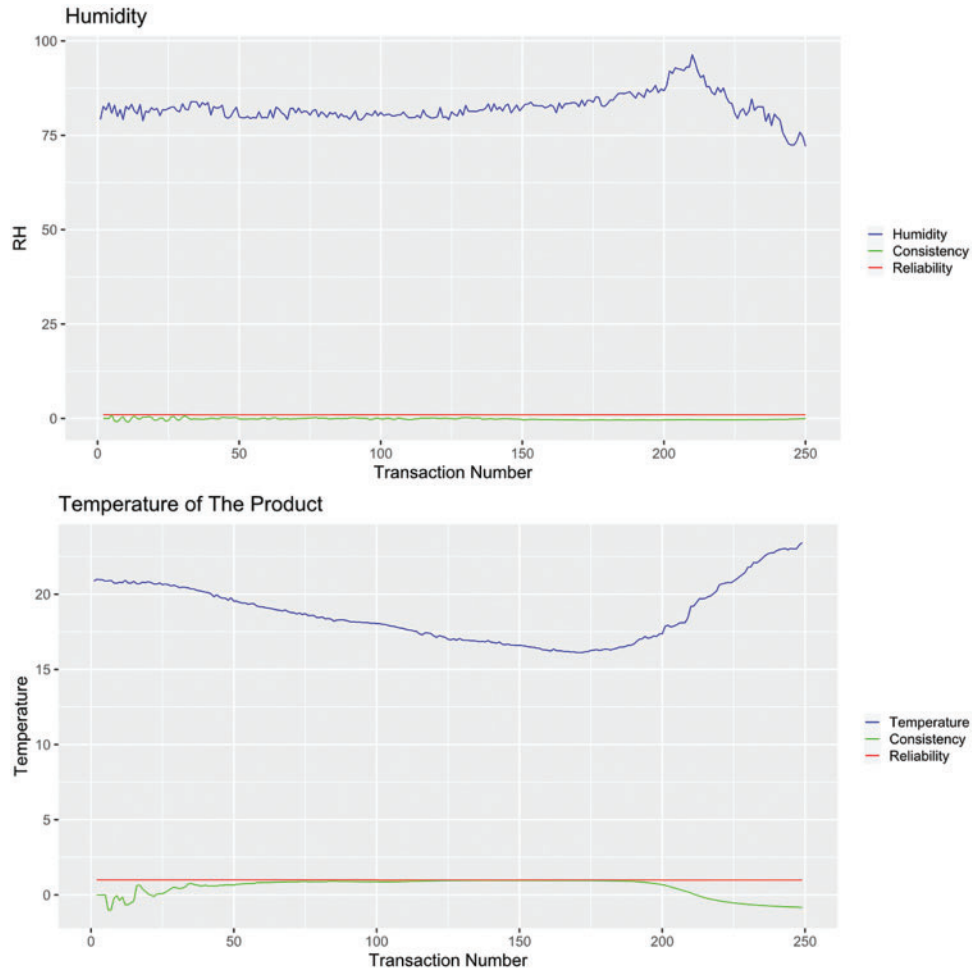 Humidity
100
75
50
25
0
RH
0 50 100 150 200 250
Transaction Number
Humidity
Consistency
Reliability
Temperature of The Product
20
15
10
5
0
Temperature
0 50 100 150 200 250
Transaction Number
Temperature
Consistency
Reliability